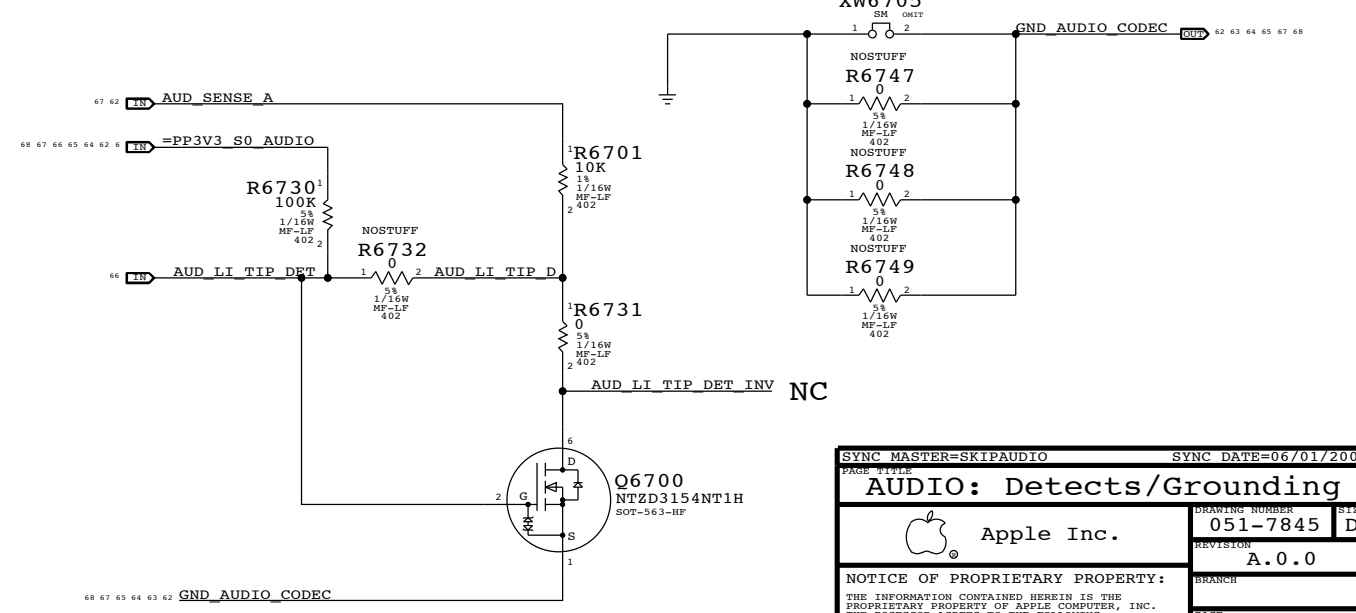 XW6705
SM OMIT
1 2
GND_AUDIO_CODEC OUT 62 63 64 65 67 68
NOSTUFF
R6747
0
1 2
5%
1/16W
MF-LF
402
NOSTUFF
R6748
0
1 2
5%
1/16W
MF-LF
402
NOSTUFF
R6749
0
1 2
5%
1/16W
MF-LF
402
67 62 IN AUD_SENSE_A
68 67 66 65 64 62 6 IN =PP3V3_S0_AUDIO
1
R6701
10K
1%
1/16W
MF-LF
402
2
R6730
1
100K
5%
1/16W
MF-LF
402
2
NOSTUFF
R6732
0
66 IN AUD_LI_TIP_DET 1 2 AUD_LI_TIP_D
5%
1/16W
MF-LF
402
1
R6731
0
5%
1/16W
MF-LF
402
2
AUD_LI_TIP_DET_INV NC
6
D
2 G
S
1
Q6700
NTZD3154NT1H
SOT-563-HF
68 67 65 64 63 62 GND_AUDIO_CODEC
SYNC MASTER=SKIPAUDIO SYNC DATE=06/01/200
PAGE TITLE
AUDIO: Detects/Grounding
Apple Inc.
®
DRAWING NUMBER
051-7845
SIZ
D
REVISION
A.0.0
BRANCH
NOTICE OF PROPRIETARY PROPERTY:
THE INFORMATION CONTAINED HEREIN IS THE
PROPRIETARY PROPERTY OF APPLE COMPUTER, INC.